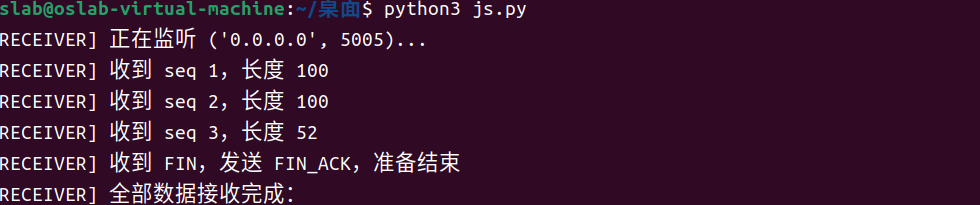 slab@oslab-virtual-machine:~/桌面$ python3 js.py
RECEIVER] 正在监听 ('0.0.0.0', 5005)...
RECEIVER] 收到 seq 1，长度 100
RECEIVER] 收到 seq 2，长度 100
RECEIVER] 收到 seq 3，长度 52
RECEIVER] 收到 FIN，发送 FIN_ACK，准备结束
RECEIVER] 全部数据接收完成：